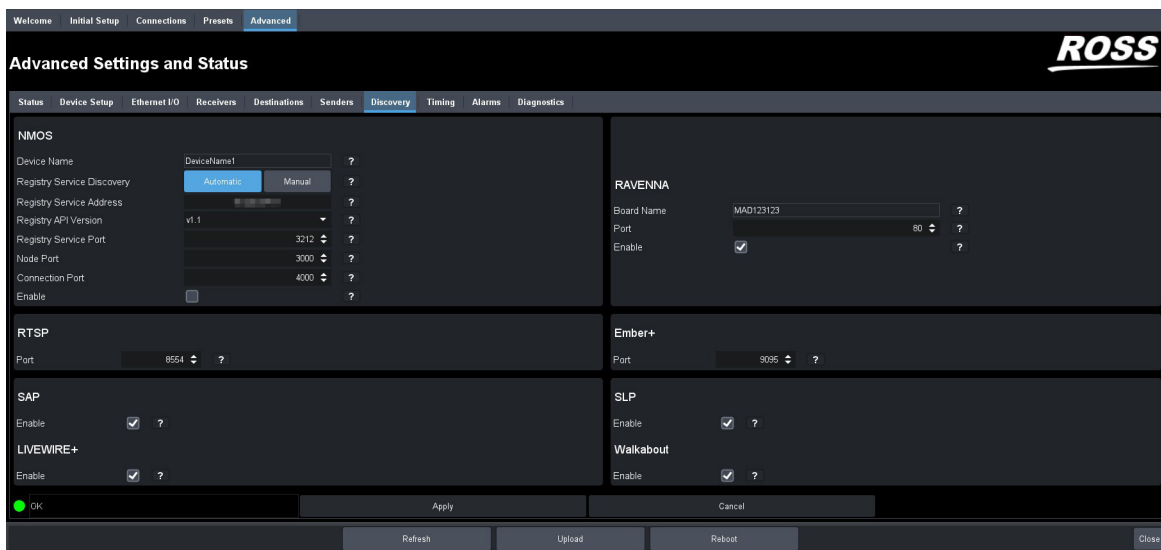 Welcome Initial Setup Connections Presets Advanced
Advanced Settings and Status
ROSS
Status Device Setup Ethernet I/O Receivers Destinations Senders Discovery Timing Alarms Diagnostics
NMOS
Device Name DeviceName1 ?
Registry Service Discovery Automatic Manual ?
Registry Service Address ?
Registry API Version v1.1 ?
Registry Service Port 3212 ?
Node Port 3000 ?
Connection Port 4000 ?
Enable ?
RAVENNA
Board Name MAD123123 ?
Port 80 ?
Enable ?
RTSP
Port 8554 ?
Ember+
Port 9095 ?
SAP
Enable ?
LIVEWIRE+
Enable ?
SLP
Enable ?
Walkabout
Enable ?
OK Apply Cancel
Refresh Upload Reboot Close